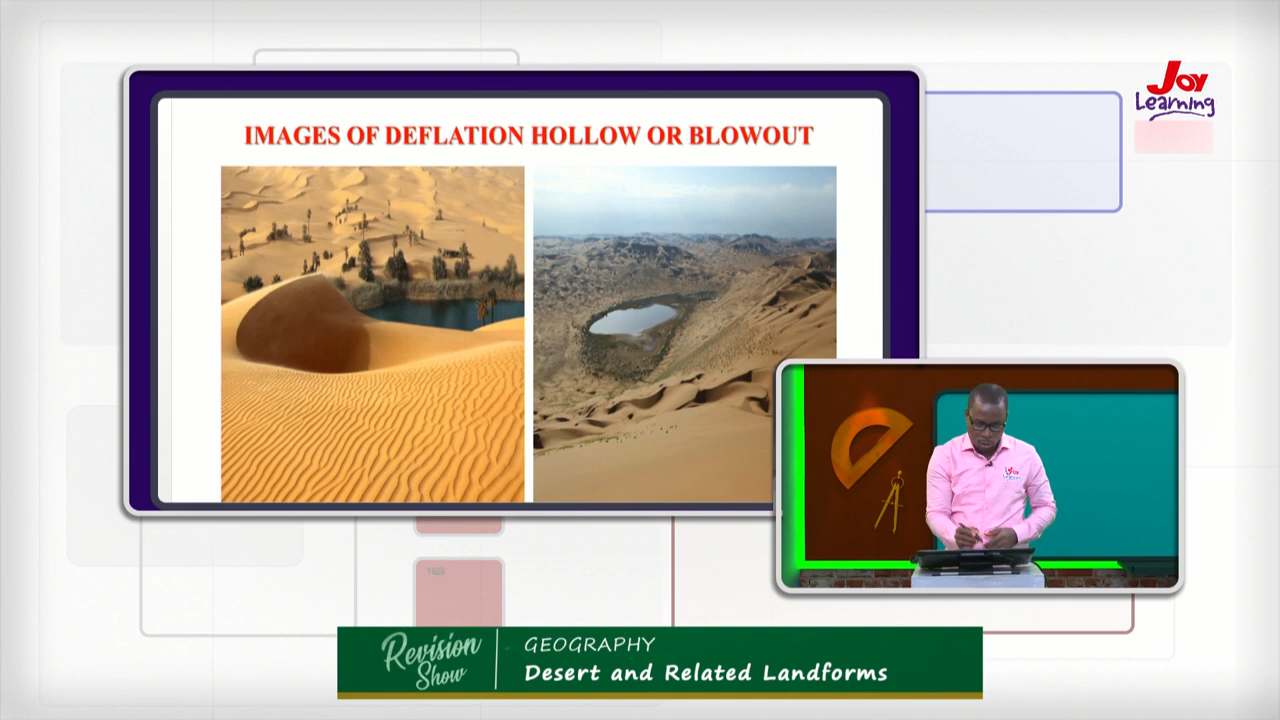 IMAGES OF DEFLATION HOLLOW OR BLOWOUT
Joy
Learning
Revision
Show
GEOGRAPHY
Desert and Related Landforms